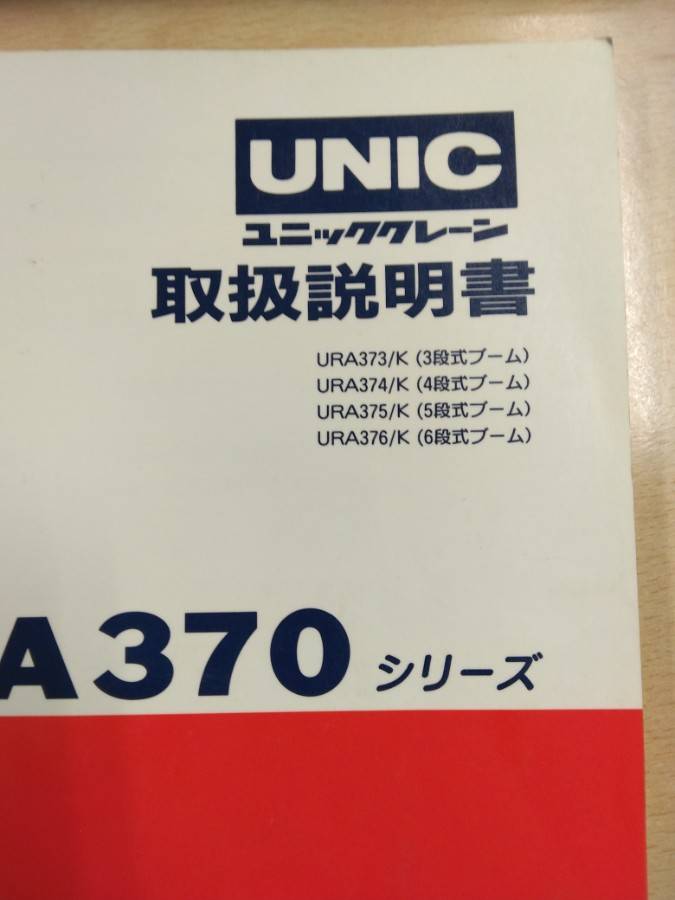 UNIC
ユニッククレーン
取扱説明書
URA373/K (3段式ブーム)
URA374/K (4段式ブーム)
URA375/K (5段式ブーム)
URA376/K (6段式ブーム)
A370 シリーズ